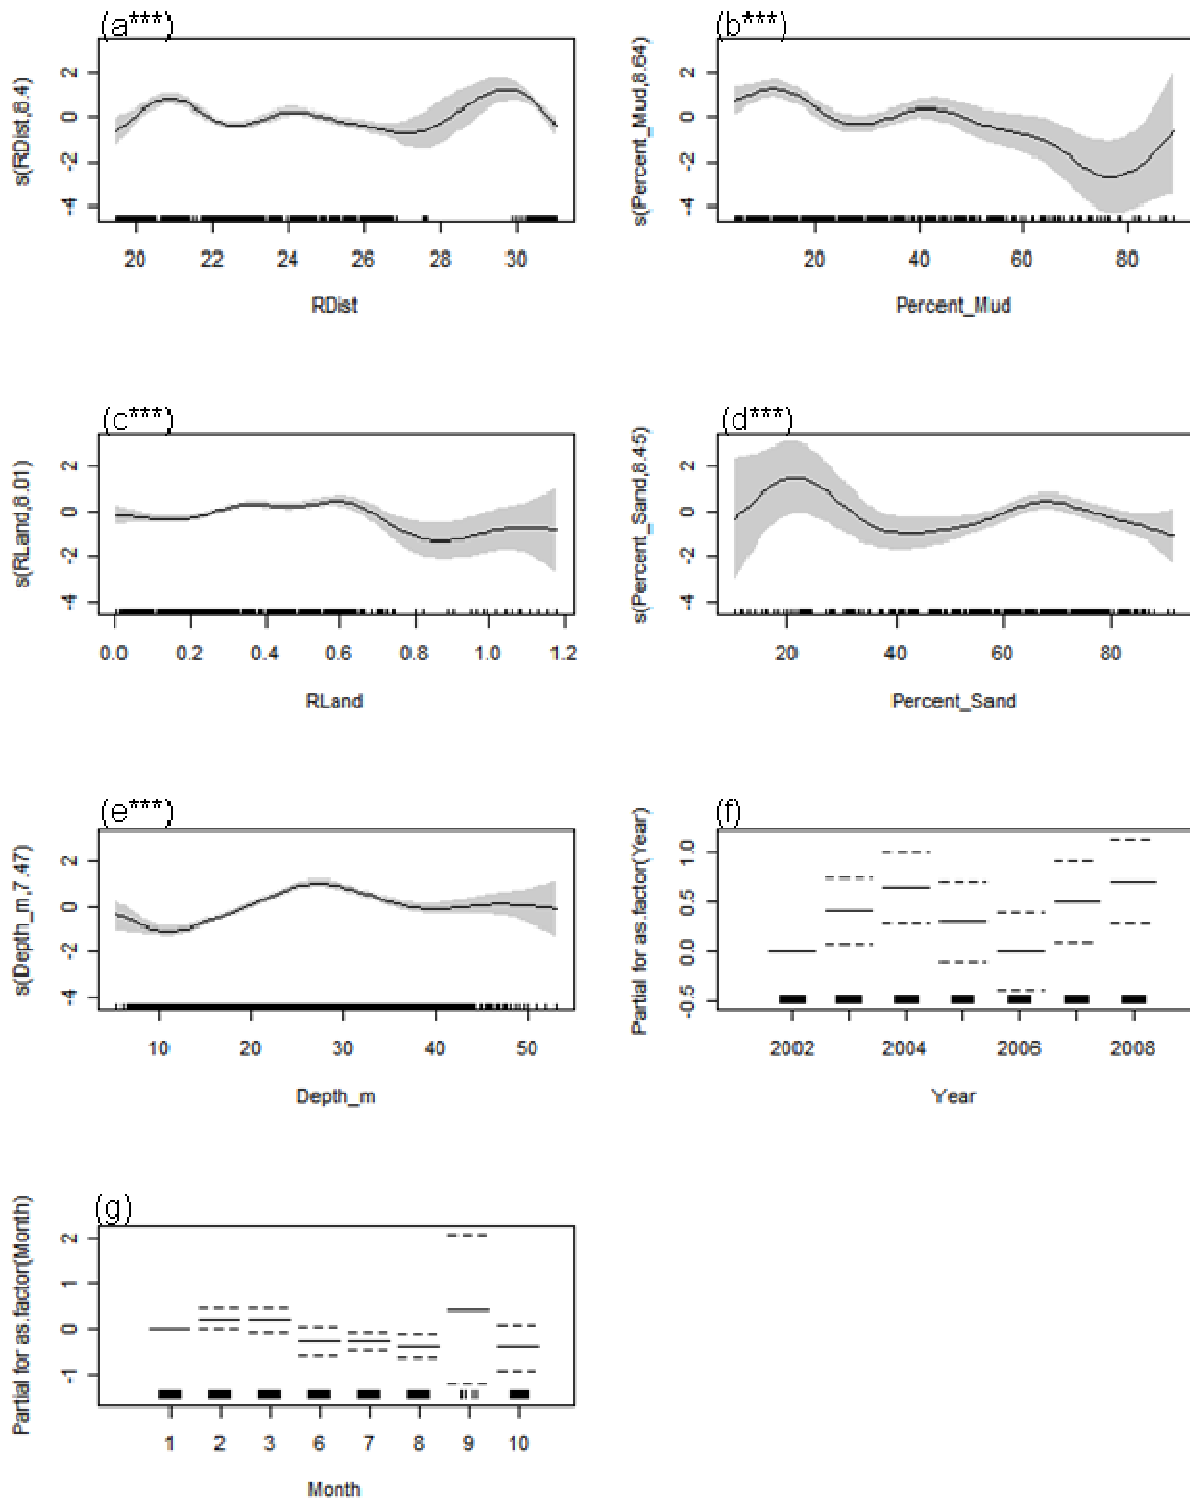 (a***)
s(RDist,8.4)
2
0
-2
-4
20 22 24 26 28 30
RDist
(b***)
s(Percent_Mud,8.64)
2
0
-2
-4
20 40 60 80
Percent_Mud
(c***)
s(RLand,8.01)
2
0
-2
-4
0.0 0.2 0.4 0.6 0.8 1.0 1.2
RLand
(d***)
s(Percent_Sand,8.45)
2
0
-2
-4
20 40 60 80
Percent_Sand
(e***)
s(Depth_m,7.47)
2
0
-2
-4
10 20 30 40 50
Depth_m
(f)
Partial for as.factor(Year)
1.0
0.5
0.0
-0.5
2002 2004 2006 2008
Year
(g)
Partial for as.factor(Month)
2
1
0
-1
1 2 3 6 7 8 9 10
Month